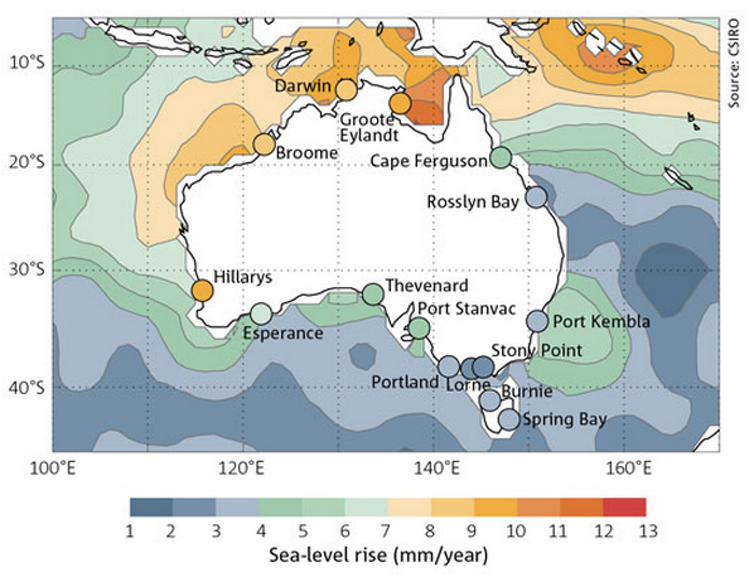 Source: CSIRO
10°S
20°S
30°S
40°S
Darwin
Groote
Eylandt
Broome
Cape Ferguson
Rosslyn Bay
Hillarys
Thevenard
Port Stanvac
Esperance
Port Kembla
Stony Point
Portland
Lorne
Burnie
Spring Bay
100°E
120°E
140°E
160°E
1 2 3 4 5 6 7 8 9 10 11 12 13
Sea-level rise (mm/year)